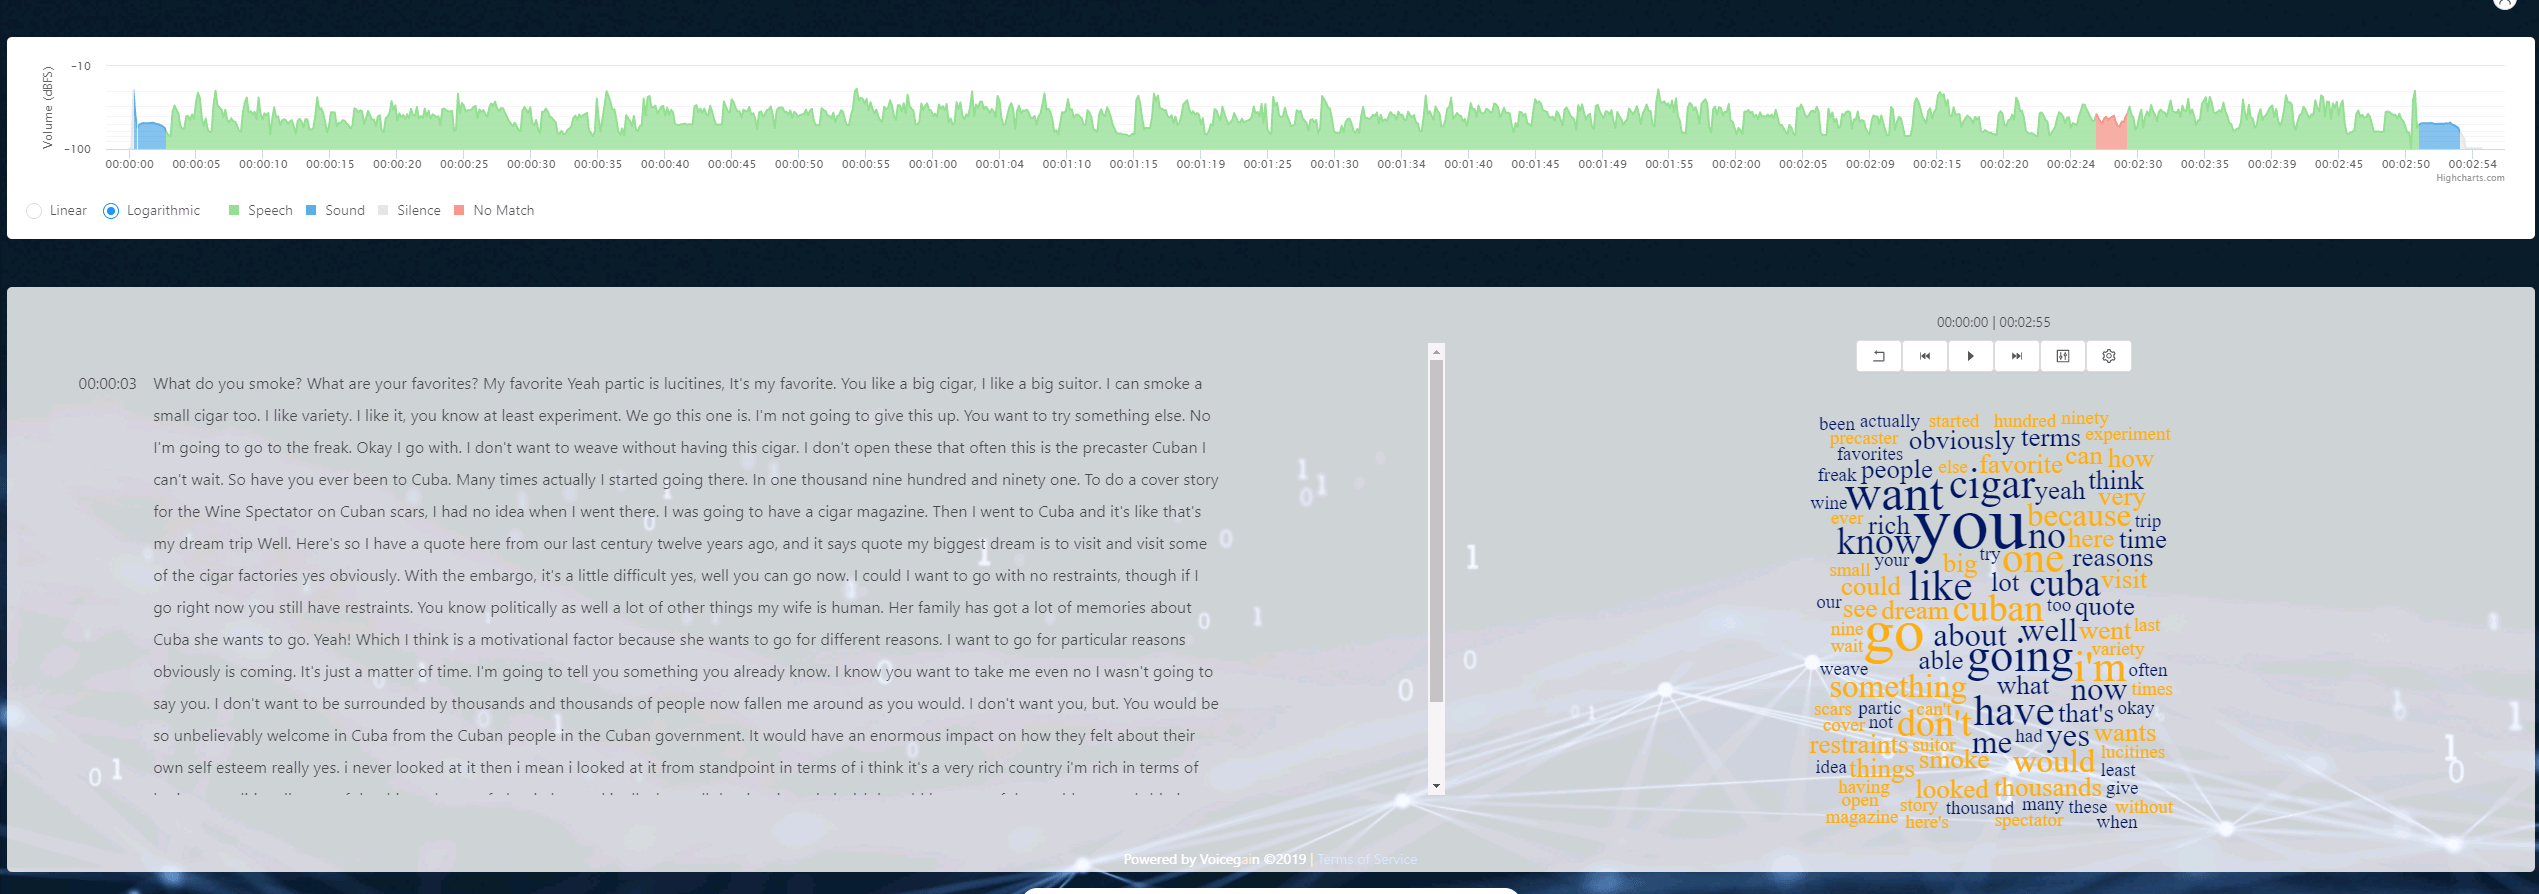 Volume (dBFS)
-10
-100
00:00:00 00:00:05 00:00:10 00:00:15 00:00:20 00:00:25 00:00:30 00:00:35 00:00:40 00:00:45 00:00:50 00:00:55 00:01:00 00:01:04 00:01:10 00:01:15 00:01:19 00:01:25 00:01:30 00:01:34 00:01:40 00:01:45 00:01:49 00:01:55 00:02:00 00:02:05 00:02:09 00:02:15 00:02:20 00:02:24 00:02:30 00:02:35 00:02:39 00:02:45 00:02:50 00:02:54
Highcharts.com
Linear Logarithmic Speech Sound Silence No Match
00:00:03 What do you smoke? What are your favorites? My favorite Yeah partic is lucitines, It's my favorite. You like a big cigar, I like a big suitor. I can smoke a
small cigar too. I like variety. I like it, you know at least experiment. We go this one is. I'm not going to give this up. You want to try something else. No
I'm going to go to the freak. Okay I go with. I don't want to weave without having this cigar. I don't open these that often this is the precaster Cuban I
can't wait. So have you ever been to Cuba. Many times actually I started going there. In one thousand nine hundred and ninety one. To do a cover story
for the Wine Spectator on Cuban scars, I had no idea when I went there. I was going to have a cigar magazine. Then I went to Cuba and it's like that's
my dream trip Well. Here's so I have a quote here from our last century twelve years ago, and it says quote my biggest dream is to visit and visit some
of the cigar factories yes obviously. With the embargo, it's a little difficult yes, well you can go now. I could I want to go with no restraints, though if I
go right now you still have restraints. You know politically as well a lot of other things my wife is human. Her family has got a lot of memories about
Cuba she wants to go. Yeah! Which I think is a motivational factor because she wants to go for different reasons. I want to go for particular reasons
obviously is coming. It's just a matter of time. I'm going to tell you something you already know. I know you want to take me even no I wasn't going to
say you. I don't want to be surrounded by thousands and thousands of people now fallen me around as you would. I don't want you, but. You would be
so unbelievably welcome in Cuba from the Cuban people in the Cuban government. It would have an enormous impact on how they felt about their
own self esteem really yes. i never looked at it then i mean i looked at it from standpoint in terms of i think it's a very rich country i'm rich in terms of
00:00:00 | 00:02:55
been actually started hundred ninety
precaster obviously terms experiment
favorites
freak people else . favorite can how
wine want cigar yeah think very
ever rich you because trip
know no here time
your try one reasons
small big
could like lot cuba visit
our see dream cuban too quote
nine go about . well went last
wait variety
weave able going i'm often
something what now times
scars partic can't have that's okay
cover not don't
restraints suitor me had yes wants
idea things smoke would lucitines
least
having looked thousands give
open story thousand many these without
magazine here's spectator when
Powered by Voicegain ©2019 | Terms of Service